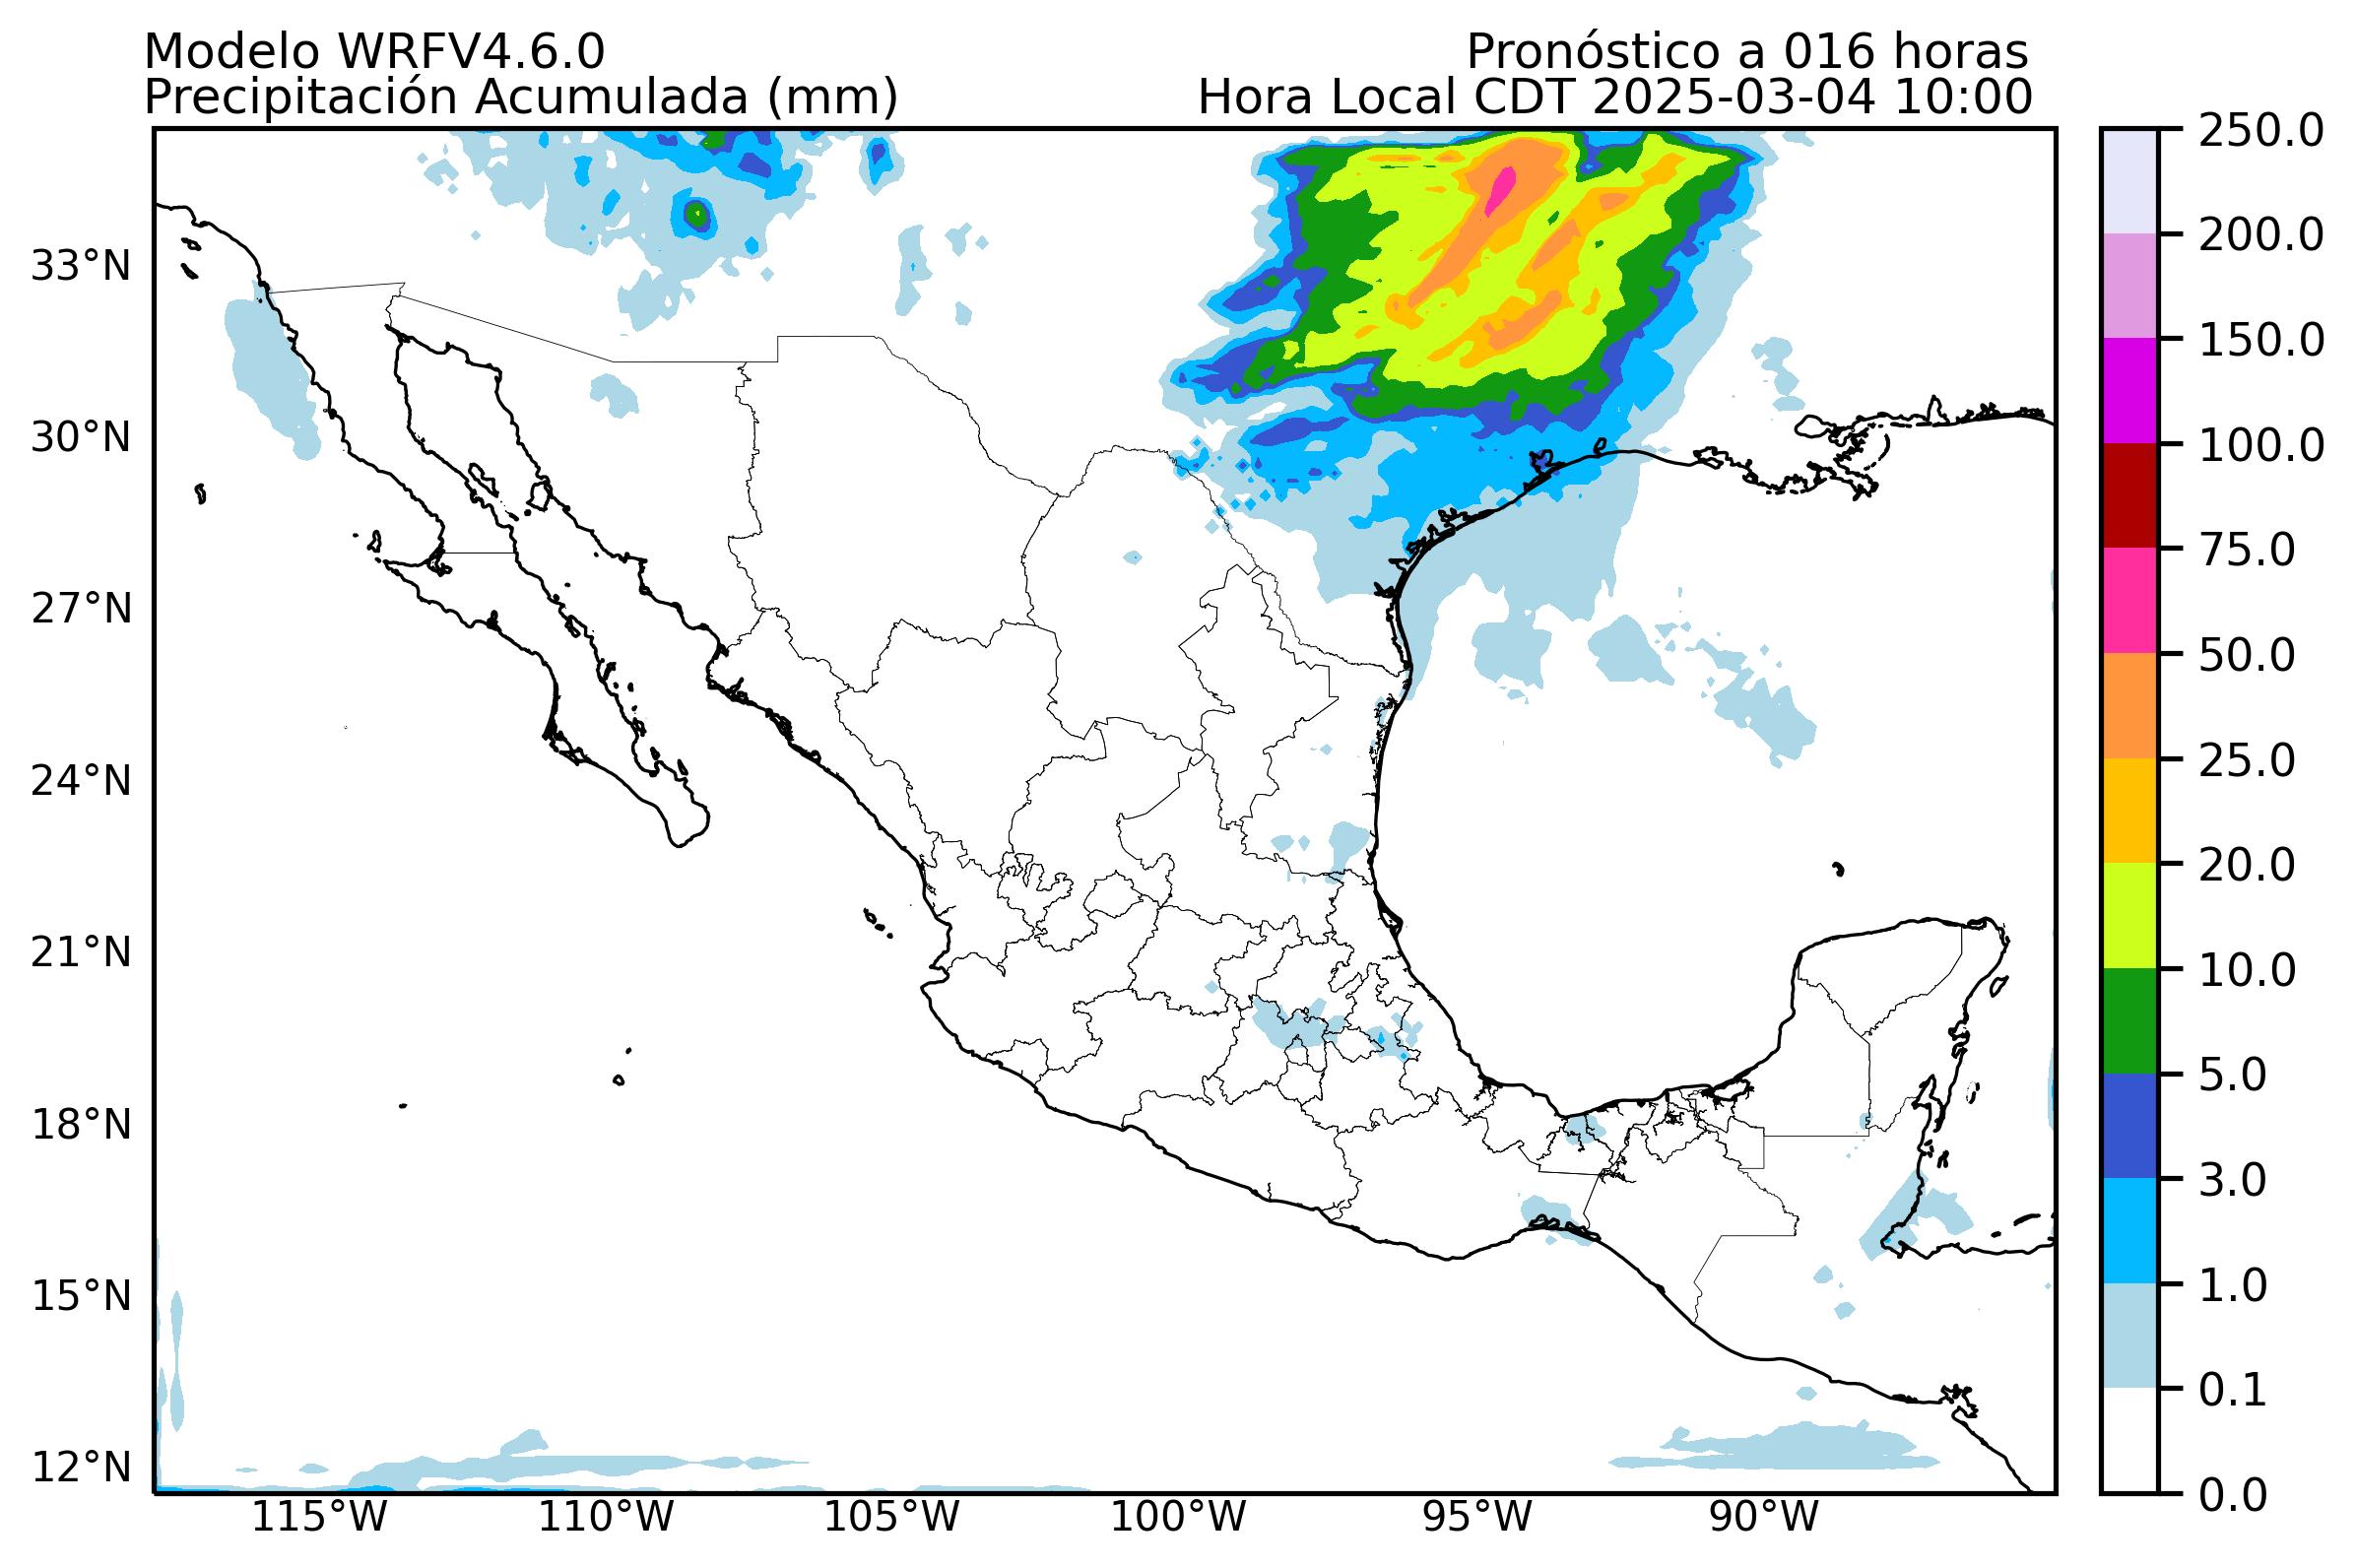 Modelo WRFV4.6.0
Precipitación Acumulada (mm)
Pronóstico a 016 horas
Hora Local CDT 2025-03-04 10:00
33°N
30°N
27°N
24°N
21°N
18°N
15°N
12°N
115°W
110°W
105°W
100°W
95°W
90°W
250.0
200.0
150.0
100.0
75.0
50.0
25.0
20.0
10.0
5.0
3.0
1.0
0.1
0.0